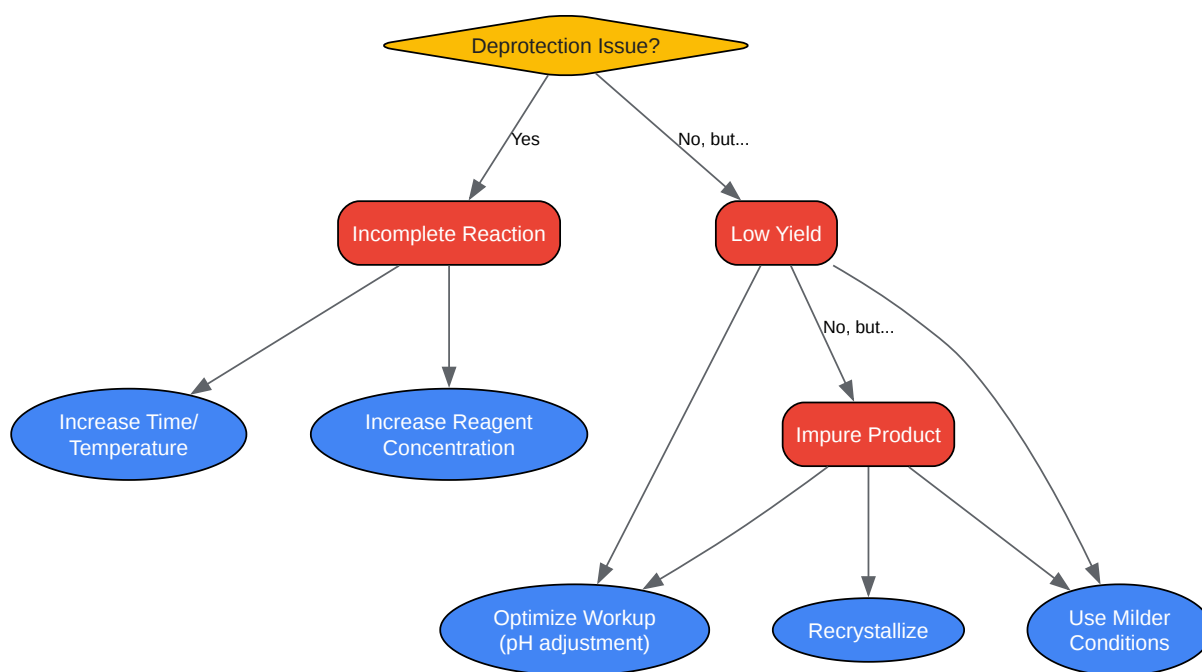 Deprotection Issue?
Yes
No, but...
Incomplete Reaction
Low Yield
No, but...
Increase Time/
Temperature
Increase Reagent
Concentration
Impure Product
Optimize Workup
(pH adjustment)
Recrystallize
Use Milder
Conditions